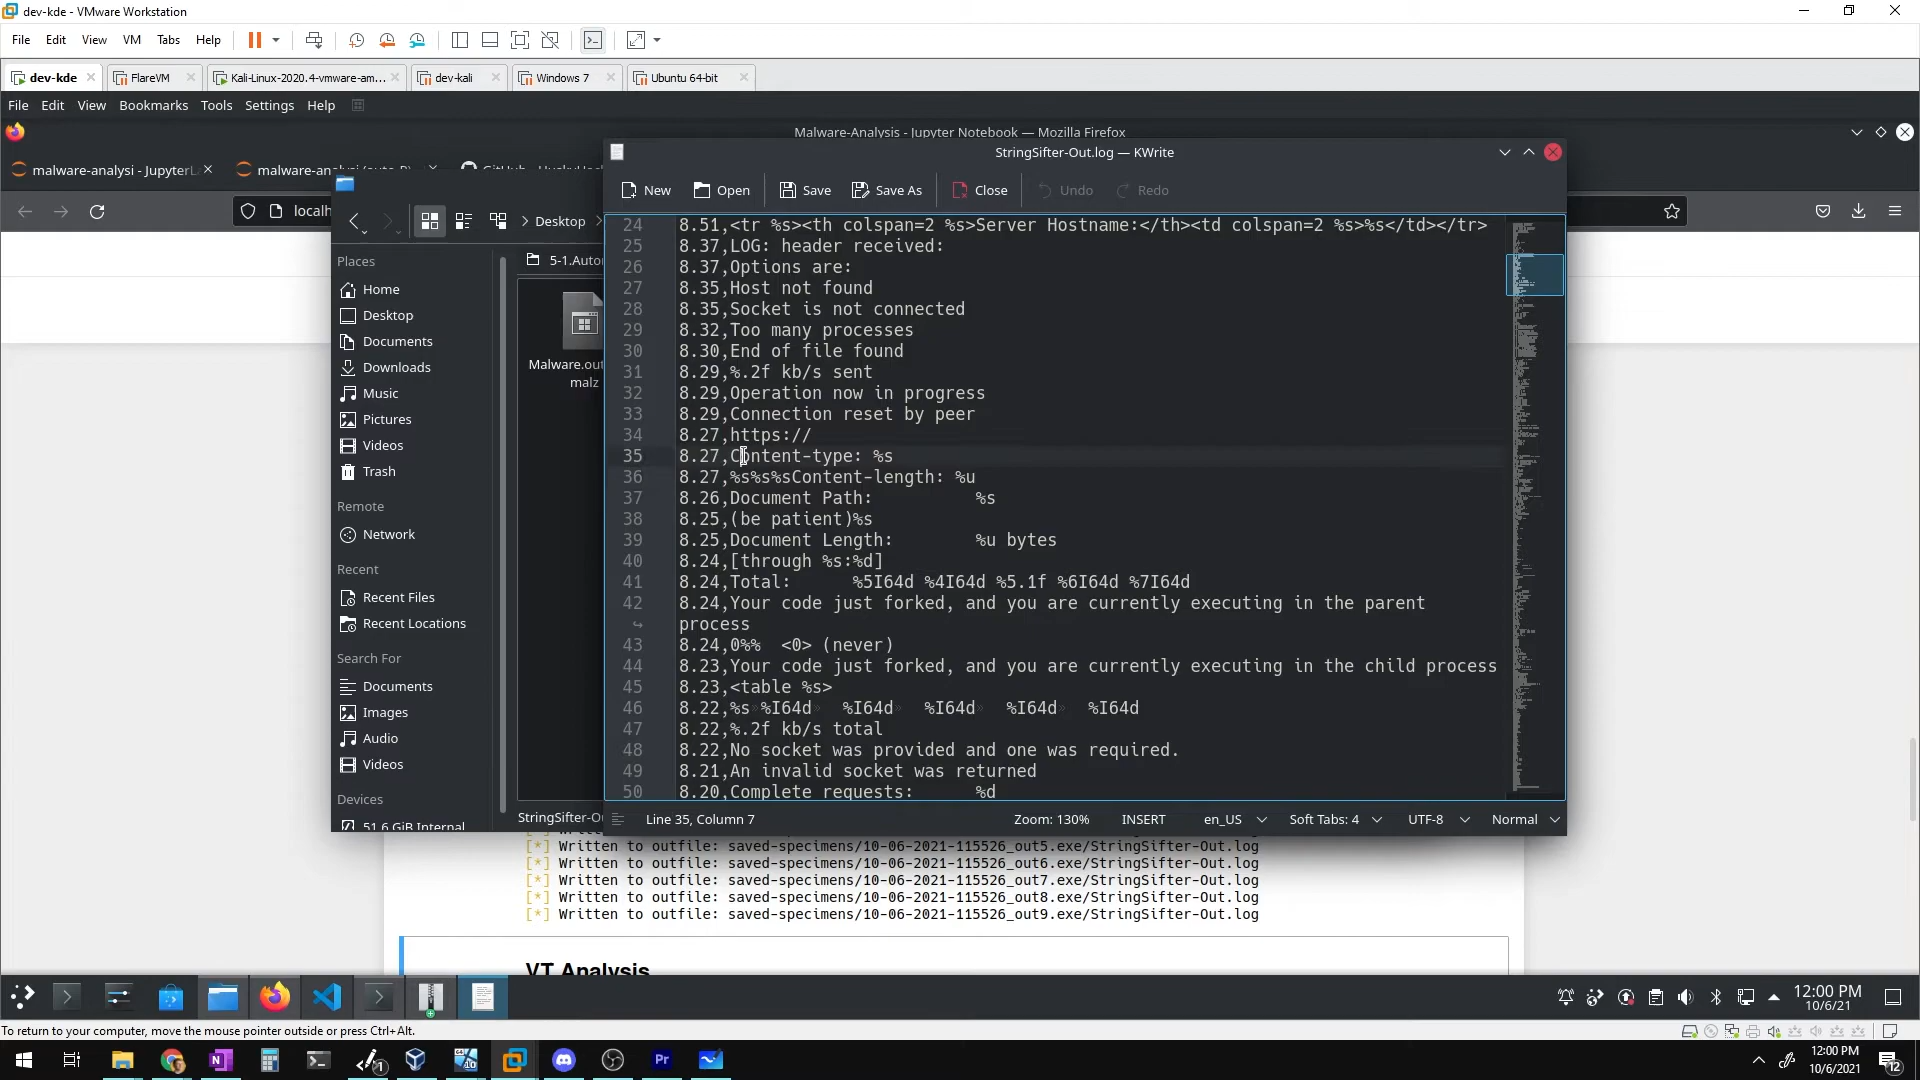 dev-kde - VMware Workstation
File Edit View VM Tabs Help
dev-kde FlareVM Kali-Linux-2020.4-vmware-am... dev-kali Windows 7 Ubuntu 64-bit
File Edit View Bookmarks Tools Settings Help
Malware-Analysis - Jupyter Notebook — Mozilla Firefox
malware-analysi - JupyterL
localh
StringSifter-Out.log — KWrite
New Open Save Save As Close Undo Redo
Desktop
Places
Home
Desktop
Documents
Downloads
Music
Pictures
Videos
Trash
Remote
Network
Recent
Recent Files
Recent Locations
Search For
Documents
Images
Audio
Videos
Devices
51.6 GiB Internal
5-1.Autor
Malware.out
malz
StringSifter-O
24 8.51,<tr %s><th colspan=2 %s>Server Hostname:</th><td colspan=2 %s>%s</td></tr>
25 8.37,LOG: header received:
26 8.37,Options are:
27 8.35,Host not found
28 8.35,Socket is not connected
29 8.32,Too many processes
30 8.30,End of file found
31 8.29,%.2f kb/s sent
32 8.29,Operation now in progress
33 8.29,Connection reset by peer
34 8.27,https://
35 8.27,Content-type: %s
36 8.27,%s%s%sContent-length: %u
37 8.26,Document Path: %s
38 8.25,(be patient)%s
39 8.25,Document Length: %u bytes
40 8.24,[through %s:%d]
41 8.24,Total: %5I64d %4I64d %5.1f %6I64d %7I64d
42 8.24,Your code just forked, and you are currently executing in the parent
process
43 8.24,0%% <0> (never)
44 8.23,Your code just forked, and you are currently executing in the child process
45 8.23,<table %s>
46 8.22,%s %I64d %I64d %I64d %I64d %I64d
47 8.22,%.2f kb/s total
48 8.22,No socket was provided and one was required.
49 8.21,An invalid socket was returned
50 8.20,Complete requests: %d
Line 35, Column 7 Zoom: 130% INSERT en_US Soft Tabs: 4 UTF-8 Normal
[*] Written to outfile: saved-specimens/10-06-2021-115526_out5.exe/StringSifter-Out.log
[*] Written to outfile: saved-specimens/10-06-2021-115526_out6.exe/StringSifter-Out.log
[*] Written to outfile: saved-specimens/10-06-2021-115526_out7.exe/StringSifter-Out.log
[*] Written to outfile: saved-specimens/10-06-2021-115526_out8.exe/StringSifter-Out.log
[*] Written to outfile: saved-specimens/10-06-2021-115526_out9.exe/StringSifter-Out.log
VT Analysis
12:00 PM
10/6/21
To return to your computer, move the mouse pointer outside or press Ctrl+Alt.
12:00 PM
10/6/2021
12